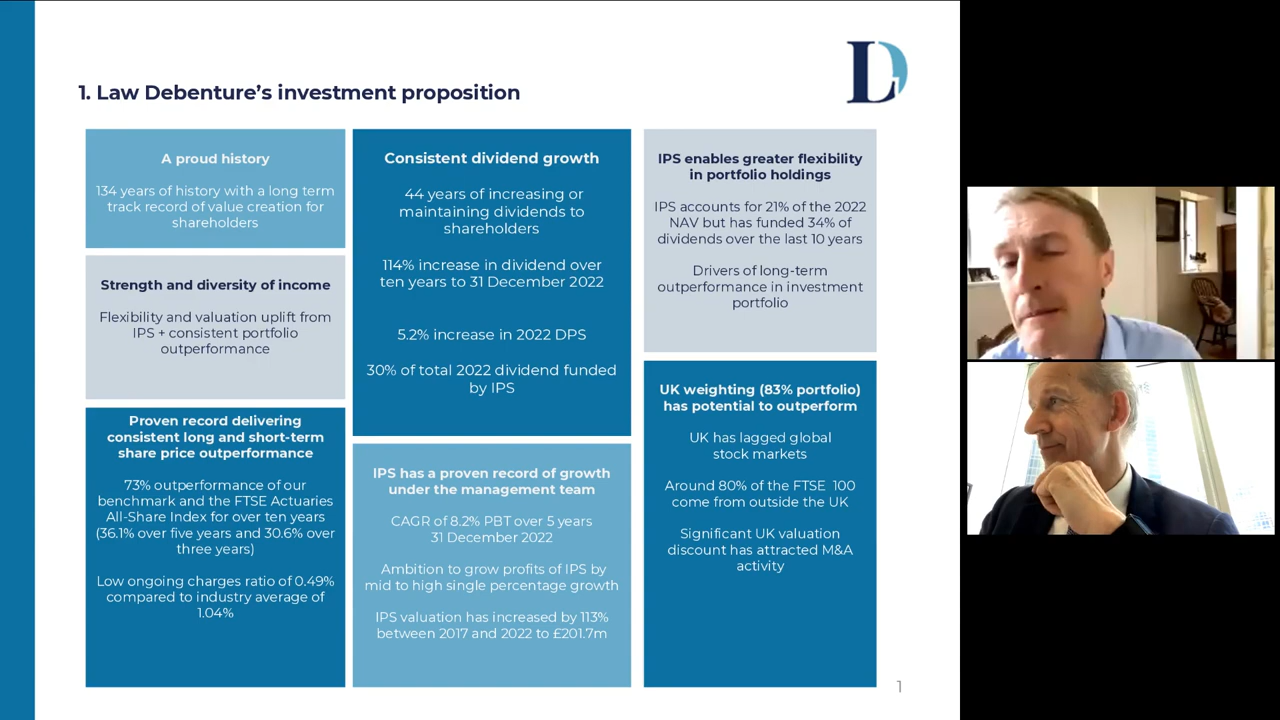 LD
1. Law Debenture's investment proposition
A proud history
134 years of history with a long term
track record of value creation for
shareholders
Strength and diversity of income
Flexibility and valuation uplift from
IPS + consistent portfolio
outperformance
Proven record delivering
consistent long and short-term
share price outperformance
73% outperformance of our
benchmark and the FTSE Actuaries
All-Share Index for over ten years
(36.1% over five years and 30.6% over
three years)
Low ongoing charges ratio of 0.49%
compared to industry average of
1.04%
Consistent dividend growth
44 years of increasing or
maintaining dividends to
shareholders
114% increase in dividend over
ten years to 31 December 2022
5.2% increase in 2022 DPS
30% of total 2022 dividend funded
by IPS
IPS has a proven record of growth
under the management team
CAGR of 8.2% PBT over 5 years
31 December 2022
Ambition to grow profits of IPS by
mid to high single percentage growth
IPS valuation has increased by 113%
between 2017 and 2022 to £201.7m
IPS enables greater flexibility
in portfolio holdings
IPS accounts for 21% of the 2022
NAV but has funded 34% of
dividends over the last 10 years
Drivers of long-term
outperformance in investment
portfolio
UK weighting (83% portfolio)
has potential to outperform
UK has lagged global
stock markets
Around 80% of the FTSE 100
come from outside the UK
Significant UK valuation
discount has attracted M&A
activity
1